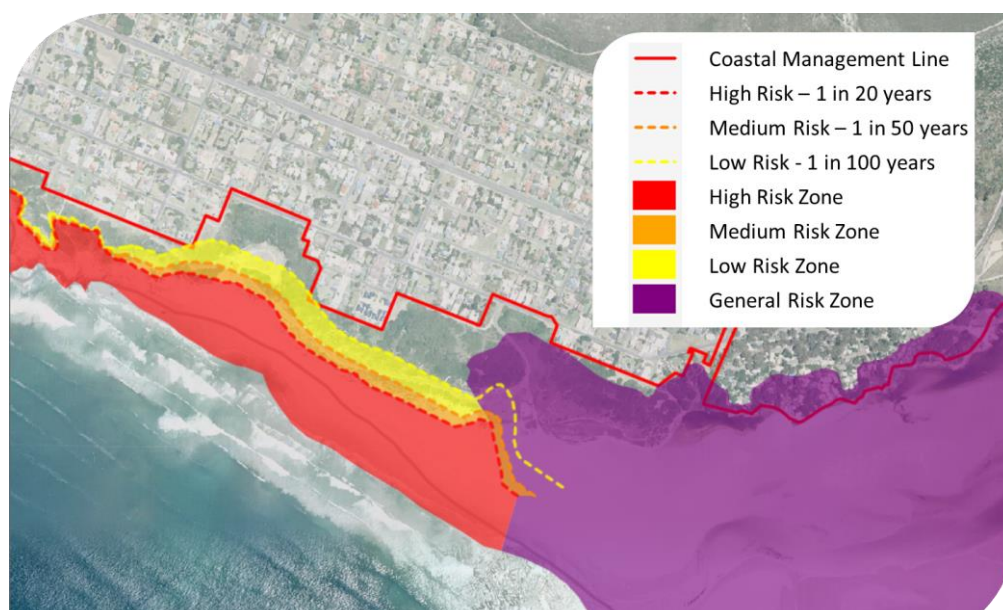 Coastal Management Line
High Risk – 1 in 20 years
Medium Risk – 1 in 50 years
Low Risk - 1 in 100 years
High Risk Zone
Medium Risk Zone
Low Risk Zone
General Risk Zone